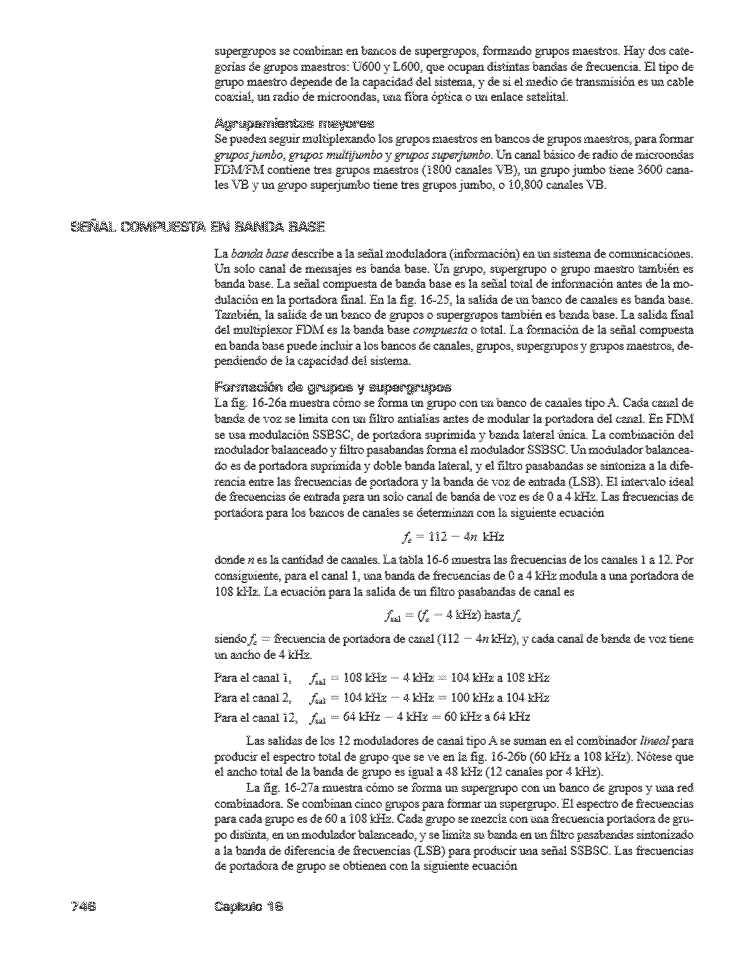 supergrupos se combinan en bancos de supergrupos, formando grupos maestros. Hay dos cate-
gorías de grupos maestros: U600 y L600, que ocupan distintas bandas de frecuencia. El tipo de
grupo maestro depende de la capacidad del sistema, y de si el medio de transmisión es un cable
coaxial, un radio de microondas, una fibra óptica o un enlace satelital.
Agrupamientos mayores
Se pueden seguir multiplexando los grupos maestros en bancos de grupos maestros, para formar
grupos jumbo, grupos multijumbo y grupos superjumbo. Un canal básico de radio de microondas
FDM/FM contiene tres grupos maestros (1800 canales VB), un grupo jumbo tiene 3600 cana-
les VB y un grupo superjumbo tiene tres grupos jumbo, o 10,800 canales VB.
SEÑAL COMPUESTA EN BANDA BASE
La banda base describe a la señal moduladora (información) en un sistema de comunicaciones.
Un solo canal de mensajes es banda base. Un grupo, supergrupo o grupo maestro también es
banda base. La señal compuesta de banda base es la señal total de información antes de la mo-
dulación en la portadora final. En la fig. 16-25, la salida de un banco de canales es banda base.
También, la salida de un banco de grupos o supergrupos también es banda base. La salida final
del multiplexor FDM es la banda base compuesta o total. La formación de la señal compuesta
en banda base puede incluir a los bancos de canales, grupos, supergrupos y grupos maestros, de-
pendiendo de la capacidad del sistema.
Formación de grupos y supergrupos
La fig. 16-26a muestra cómo se forma un grupo con un banco de canales tipo A. Cada canal de
banda de voz se limita con un filtro antialias antes de modular la portadora del canal. En FDM
se usa modulación SSBSC, de portadora suprimida y banda lateral única. La combinación del
modulador balanceado y filtro pasabandas forma el modulador SSBSC. Un modulador balancea-
do es de portadora suprimida y doble banda lateral, y el filtro pasabandas se sintoniza a la dife-
rencia entre las frecuencias de portadora y la banda de voz de entrada (LSB). El intervalo ideal
de frecuencias de entrada para un solo canal de banda de voz es de 0 a 4 kHz. Las frecuencias de
portadora para los bancos de canales se determinan con la siguiente ecuación
fc = 112 − 4n kHz
donde n es la cantidad de canales. La tabla 16-6 muestra las frecuencias de los canales 1 a 12. Por
consiguiente, para el canal 1, una banda de frecuencias de 0 a 4 kHz modula a una portadora de
108 kHz. La ecuación para la salida de un filtro pasabandas de canal es
fsal = (fc − 4 kHz) hasta fc
siendo fc = frecuencia de portadora de canal (112 − 4n kHz), y cada canal de banda de voz tiene
un ancho de 4 kHz.
Para el canal 1, fsal = 108 kHz − 4 kHz = 104 kHz a 108 kHz
Para el canal 2, fsal = 104 kHz − 4 kHz = 100 kHz a 104 kHz
Para el canal 12, fsal = 64 kHz − 4 kHz = 60 kHz a 64 kHz
Las salidas de los 12 moduladores de canal tipo A se suman en el combinador lineal para
producir el espectro total de grupo que se ve en la fig. 16-26b (60 kHz a 108 kHz). Nótese que
el ancho total de la banda de grupo es igual a 48 kHz (12 canales por 4 kHz).
La fig. 16-27a muestra cómo se forma un supergrupo con un banco de grupos y una red
combinadora. Se combinan cinco grupos para formar un supergrupo. El espectro de frecuencias
para cada grupo es de 60 a 108 kHz. Cada grupo se mezcla con una frecuencia portadora de gru-
po distinta, en un modulador balanceado, y se limita su banda en un filtro pasabandas sintonizado
a la banda de diferencia de frecuencias (LSB) para producir una señal SSBSC. Las frecuencias
de portadora de grupo se obtienen con la siguiente ecuación
746 Capítulo 16